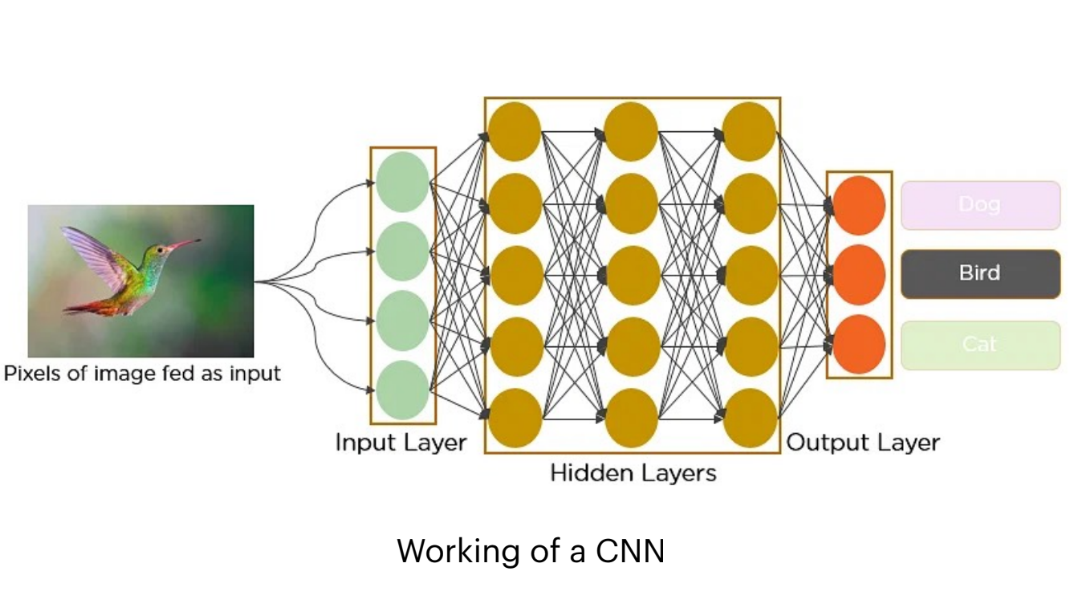 Dog
Bird
Cat
Pixels of image fed as input
Input Layer
Output Layer
Hidden Layers
Working of a CNN